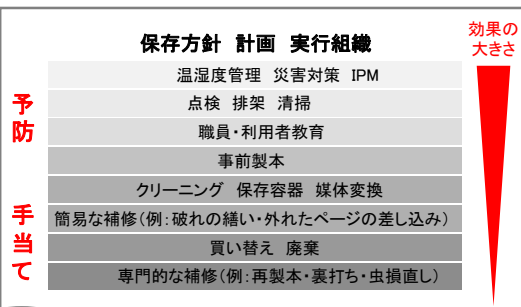 効果の
大きさ
保存方針 計画 実行組織
温湿度管理 災害対策 IPM
点検 排架 清掃
予防
職員・利用者教育
事前製本
クリーニング 保存容器 媒体変換
手当て
簡易な補修(例:破れの繕い・外れたページの差し込み)
買い替え 廃棄
専門的な補修(例:再製本・裏打ち・虫損直し)